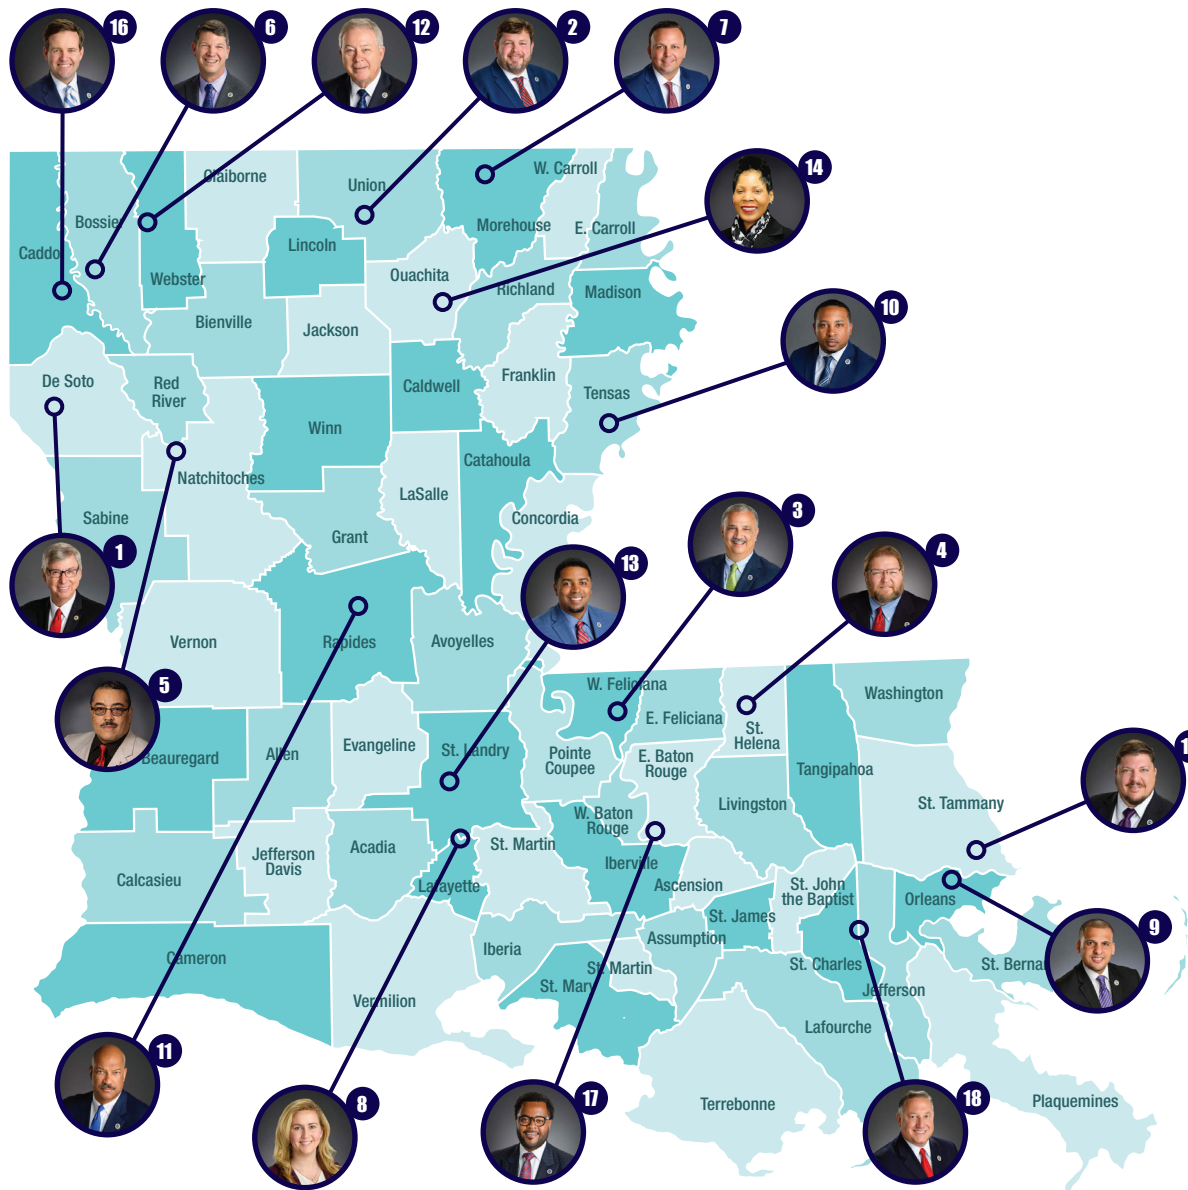 16
6
12
2
7
14
10
Claiborne
W. Carroll
Union
Bossier
Morehouse
E. Carroll
Caddo
Lincoln
Webster
Ouachita
Richland
Madison
Bienville
Jackson
De Soto
Red
River
Caldwell
Franklin
Tensas
Winn
Catahoula
Natchitoches
LaSalle
Sabine
Concordia
Grant
1
13
3
4
Vernon
Rapides
Avoyelles
5
W. Feliciana
E. Feliciana
St.
Helena
Washington
Beauregard
Allen
Evangeline
St. Landry
Pointe
Coupee
E. Baton
Rouge
Tangipahoa
Livingston
St. Tammany
W. Baton
Rouge
Jefferson
Davis
Acadia
St. Martin
Iberville
Calcasieu
Lafayette
Ascension
St. John
the Baptist
Orleans
St. James
9
Assumption
Iberia
Cameron
St. Martin
St. Charles
St. Bernar
St. Mary
Jefferson
Vermilion
Lafourche
Terrebonne
Plaquemines
11
8
17
18